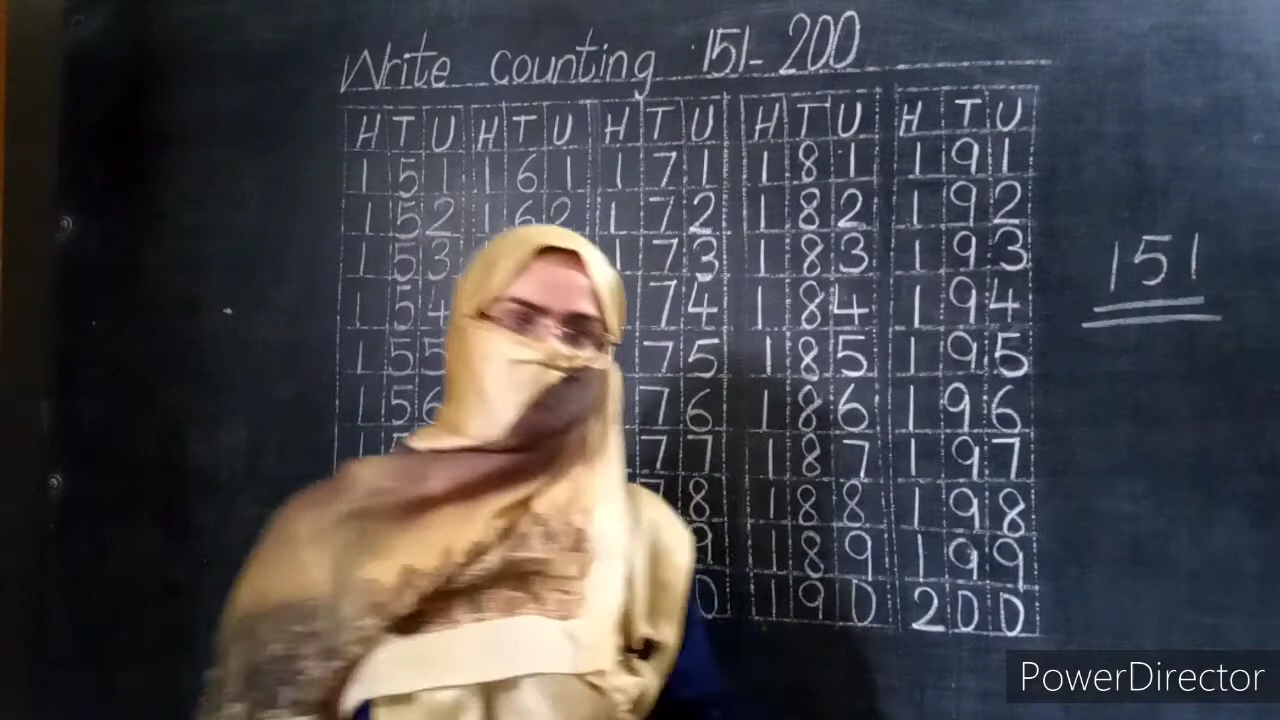 Write counting 151-200
H T U H T U H T U H T U H T U
1 5 1 1 6 1 1 7 1 1 8 1 1 9 1
1 5 2 1 6 2 1 7 2 1 8 2 1 9 2
1 5 3 1 7 3 1 8 3 1 9 3
1 5 4 7 4 1 8 4 1 9 4
1 5 5 7 5 1 8 5 1 9 5
1 5 6 7 6 1 8 6 1 9 6
7 7 1 8 7 1 9 7
7 8 1 8 8 1 9 8
9 1 8 9 1 9 9
0 1 9 0 2 0 0
151
PowerDirector